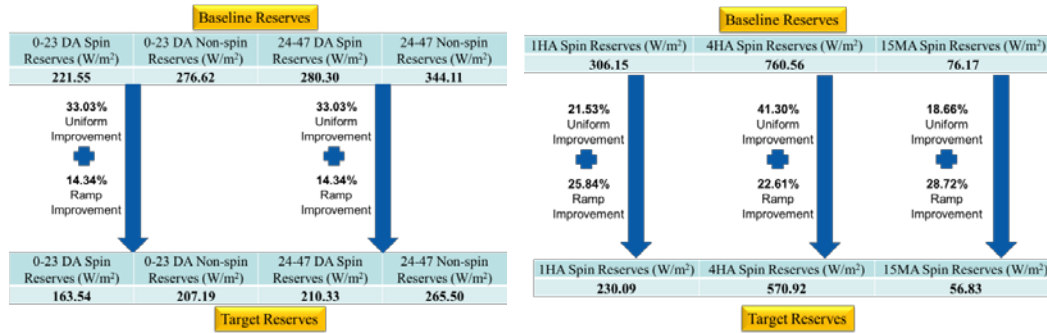 Baseline Reserves
0-23 DA Spin Reserves (W/m²) 0-23 DA Non-spin Reserves (W/m²) 24-47 DA Spin Reserves (W/m²) 24-47 Non-spin Reserves (W/m²)
221.55 276.62 280.30 344.11
33.03%
Uniform
Improvement
14.34%
Ramp
Improvement
33.03%
Uniform
Improvement
14.34%
Ramp
Improvement
0-23 DA Spin Reserves (W/m²) 0-23 DA Non-spin Reserves (W/m²) 24-47 DA Spin Reserves (W/m²) 24-47 Non-spin Reserves (W/m²)
163.54 207.19 210.33 265.50
Target Reserves
Baseline Reserves
1HA Spin Reserves (W/m²) 4HA Spin Reserves (W/m²) 15MA Spin Reserves (W/m²)
306.15 760.56 76.17
21.53%
Uniform
Improvement
25.84%
Ramp
Improvement
41.30%
Uniform
Improvement
22.61%
Ramp
Improvement
18.66%
Uniform
Improvement
28.72%
Ramp
Improvement
1HA Spin Reserves (W/m²) 4HA Spin Reserves (W/m²) 15MA Spin Reserves (W/m²)
230.09 570.92 56.83
Target Reserves